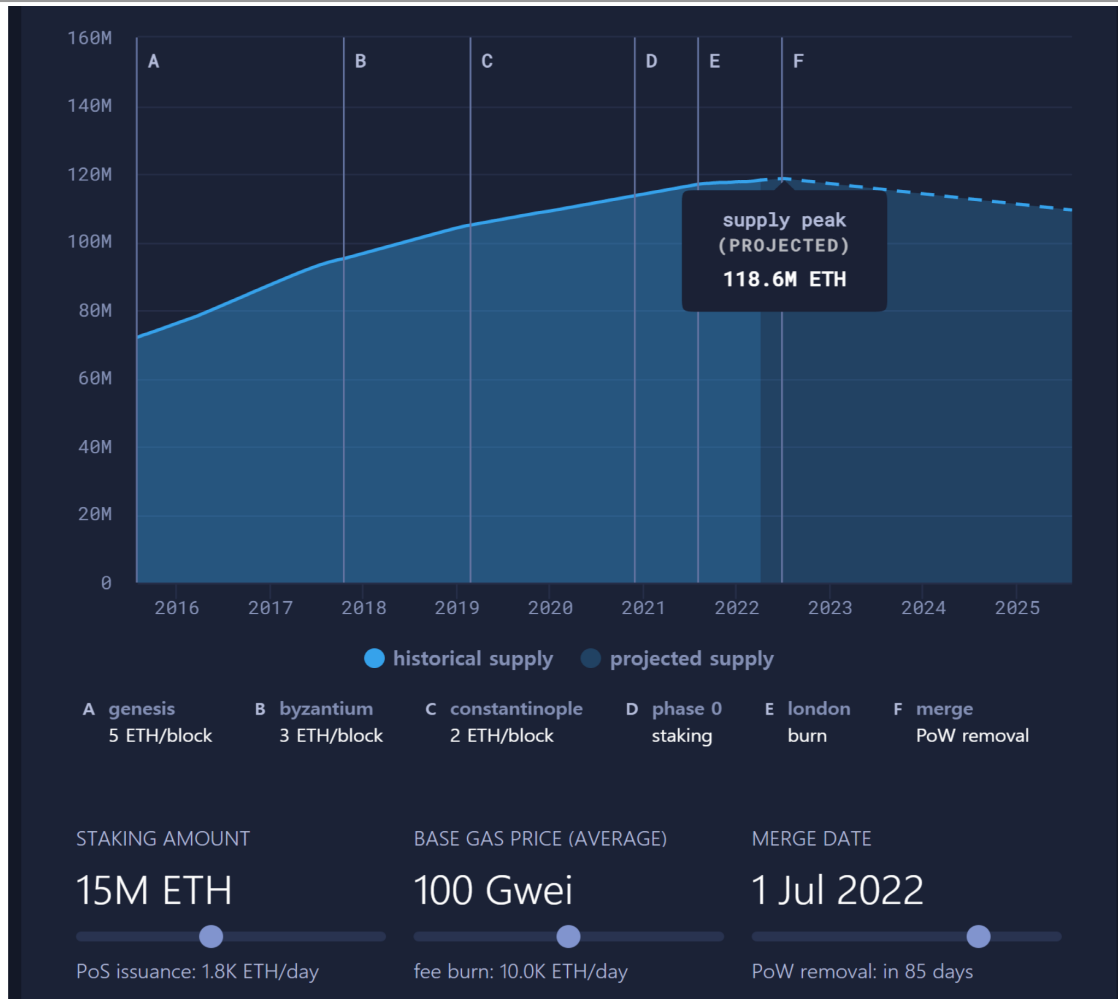 160M
140M
120M
100M
80M
60M
40M
20M
0
A
B
C
D
E
F
supply peak
(PROJECTED)
118.6M ETH
2016 2017 2018 2019 2020 2021 2022 2023 2024 2025
historical supply projected supply
A genesis B byzantium C constantinople D phase 0 E london F merge
5 ETH/block 3 ETH/block 2 ETH/block staking burn PoW removal
STAKING AMOUNT BASE GAS PRICE (AVERAGE) MERGE DATE
15M ETH 100 Gwei 1 Jul 2022
PoS issuance: 1.8K ETH/day fee burn: 10.0K ETH/day PoW removal: in 85 days